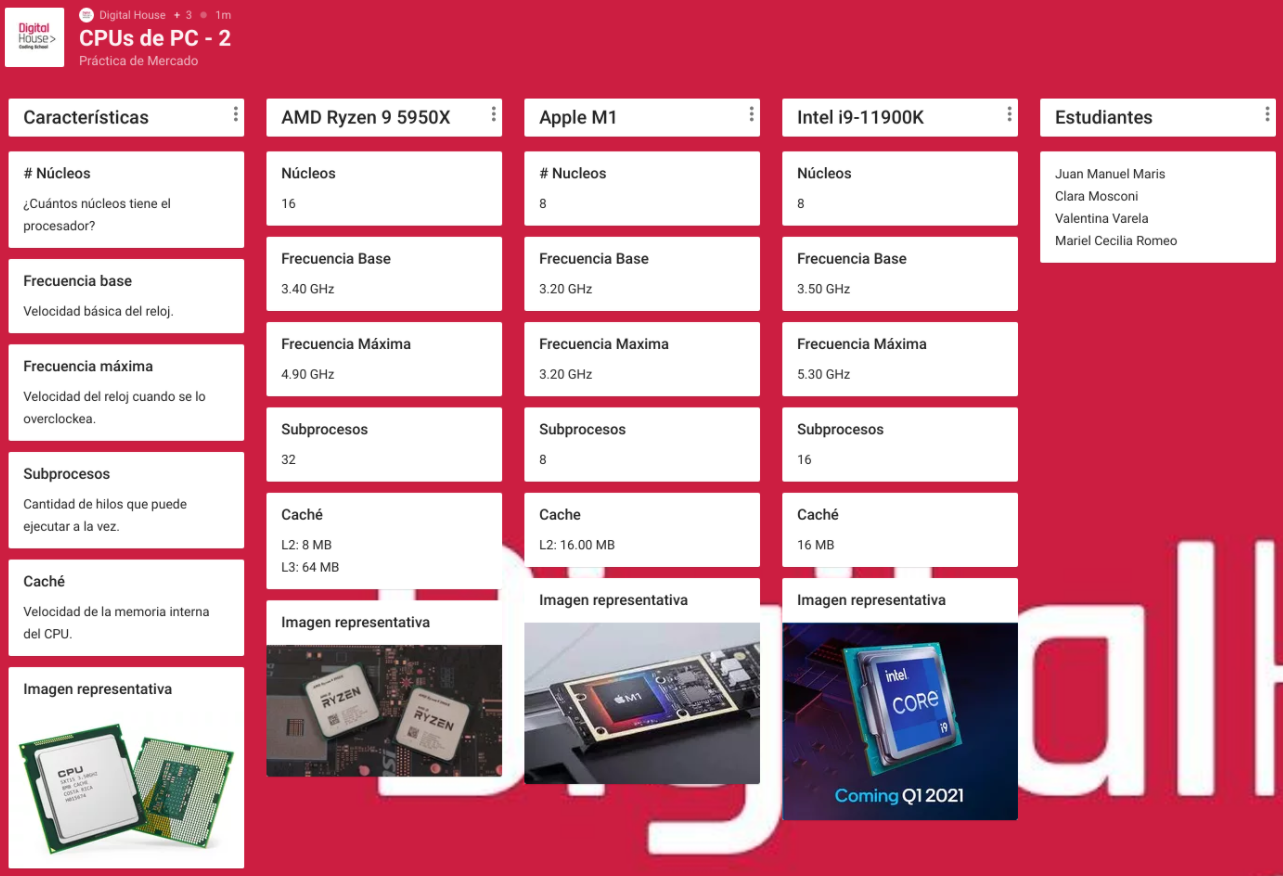 Digital
House>
Coding School
Digital House + 3 1m
CPUs de PC - 2
Práctica de Mercado
Características
# Núcleos
¿Cuántos núcleos tiene el
procesador?
Frecuencia base
Velocidad básica del reloj.
Frecuencia máxima
Velocidad del reloj cuando se lo
overclockea.
Subprocesos
Cantidad de hilos que puede
ejecutar a la vez.
Caché
Velocidad de la memoria interna
del CPU.
Imagen representativa
CPU
8MB CACHE
COSTA RICA
AMD Ryzen 9 5950X
Núcleos
16
Frecuencia Base
3.40 GHz
Frecuencia Máxima
4.90 GHz
Subprocesos
32
Caché
L2: 8 MB
L3: 64 MB
Imagen representativa
RYZEN
RYZEN
Apple M1
# Nucleos
8
Frecuencia Base
3.20 GHz
Frecuencia Maxima
3.20 GHz
Subprocesos
8
Cache
L2: 16.00 MB
Imagen representativa
M1
Intel i9-11900K
Núcleos
8
Frecuencia Base
3.50 GHz
Frecuencia Máxima
5.30 GHz
Subprocesos
16
Caché
16 MB
Imagen representativa
intel
CORE
i9
Coming Q1 2021
Estudiantes
Juan Manuel Maris
Clara Mosconi
Valentina Varela
Mariel Cecilia Romeo